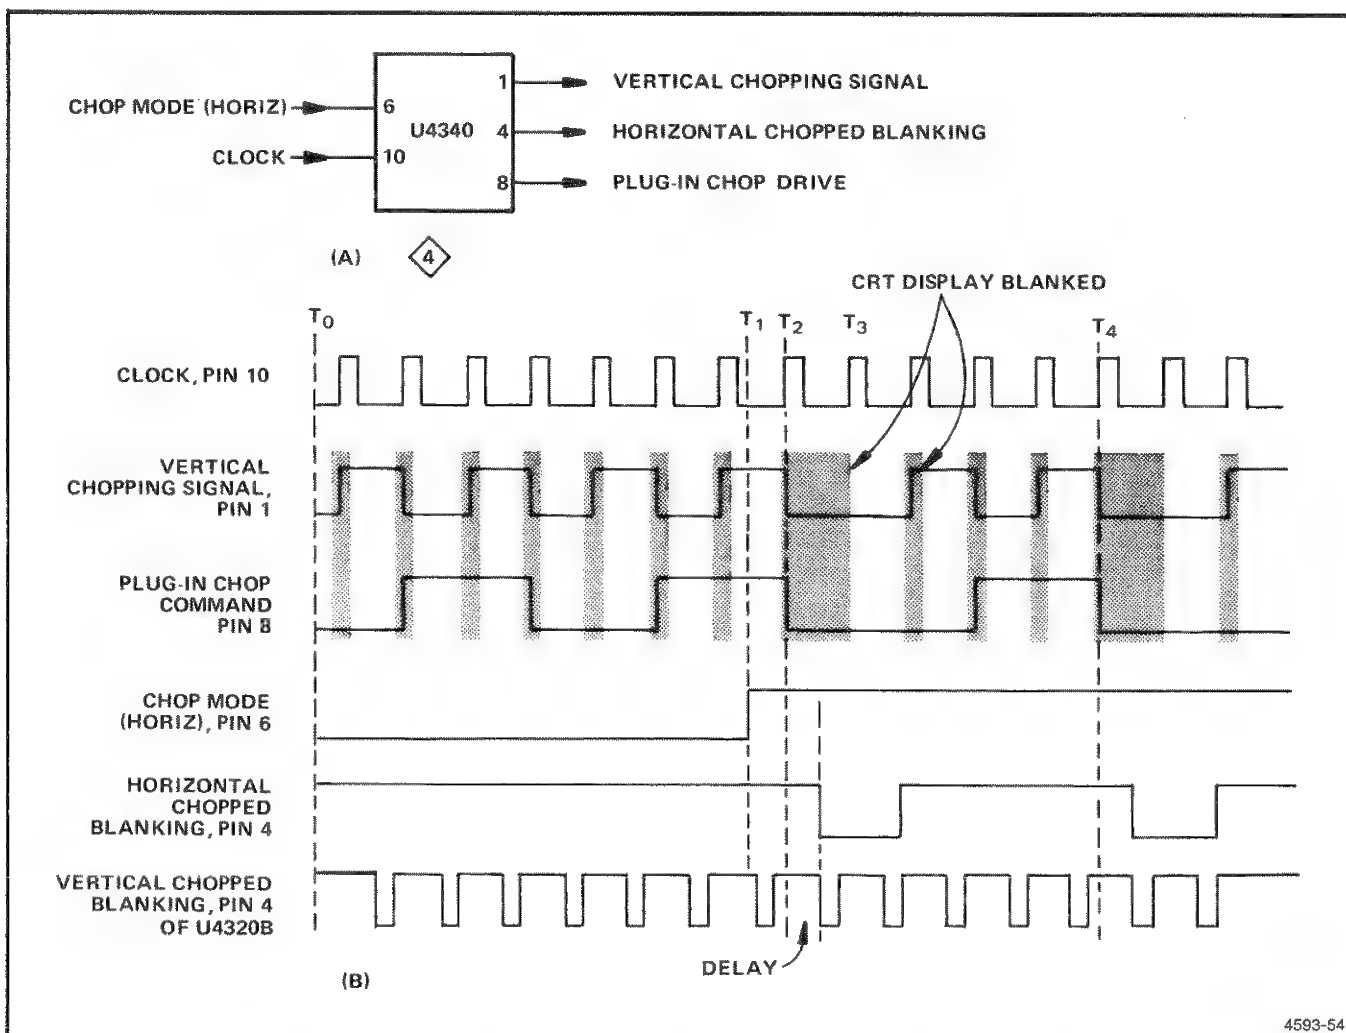 CHOP MODE (HORIZ)
CLOCK
6
10
U4340
1
4
8
VERTICAL CHOPPING SIGNAL
HORIZONTAL CHOPPED BLANKING
PLUG-IN CHOP DRIVE
(A)
4
CRT DISPLAY BLANKED
T0
T1
T2
T3
T4
CLOCK, PIN 10
VERTICAL
CHOPPING SIGNAL,
PIN 1
PLUG-IN CHOP
COMMAND
PIN 8
CHOP MODE
(HORIZ), PIN 6
HORIZONTAL
CHOPPED
BLANKING, PIN 4
VERTICAL CHOPPED
BLANKING, PIN 4
OF U4320B
DELAY
(B)
4593-54